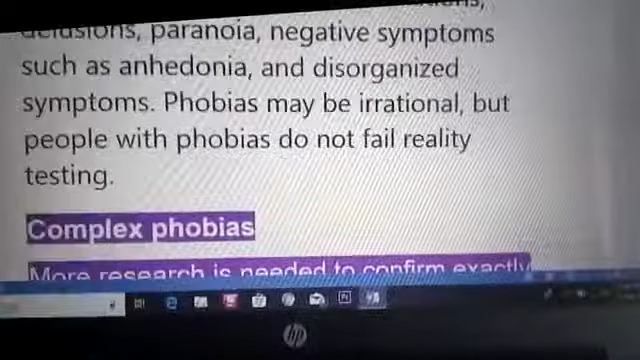 delusions, paranoia, negative symptoms
such as anhedonia, and disorganized
symptoms. Phobias may be irrational, but
people with phobias do not fail reality
testing.
Complex phobias
More research is needed to confirm exactly
hp